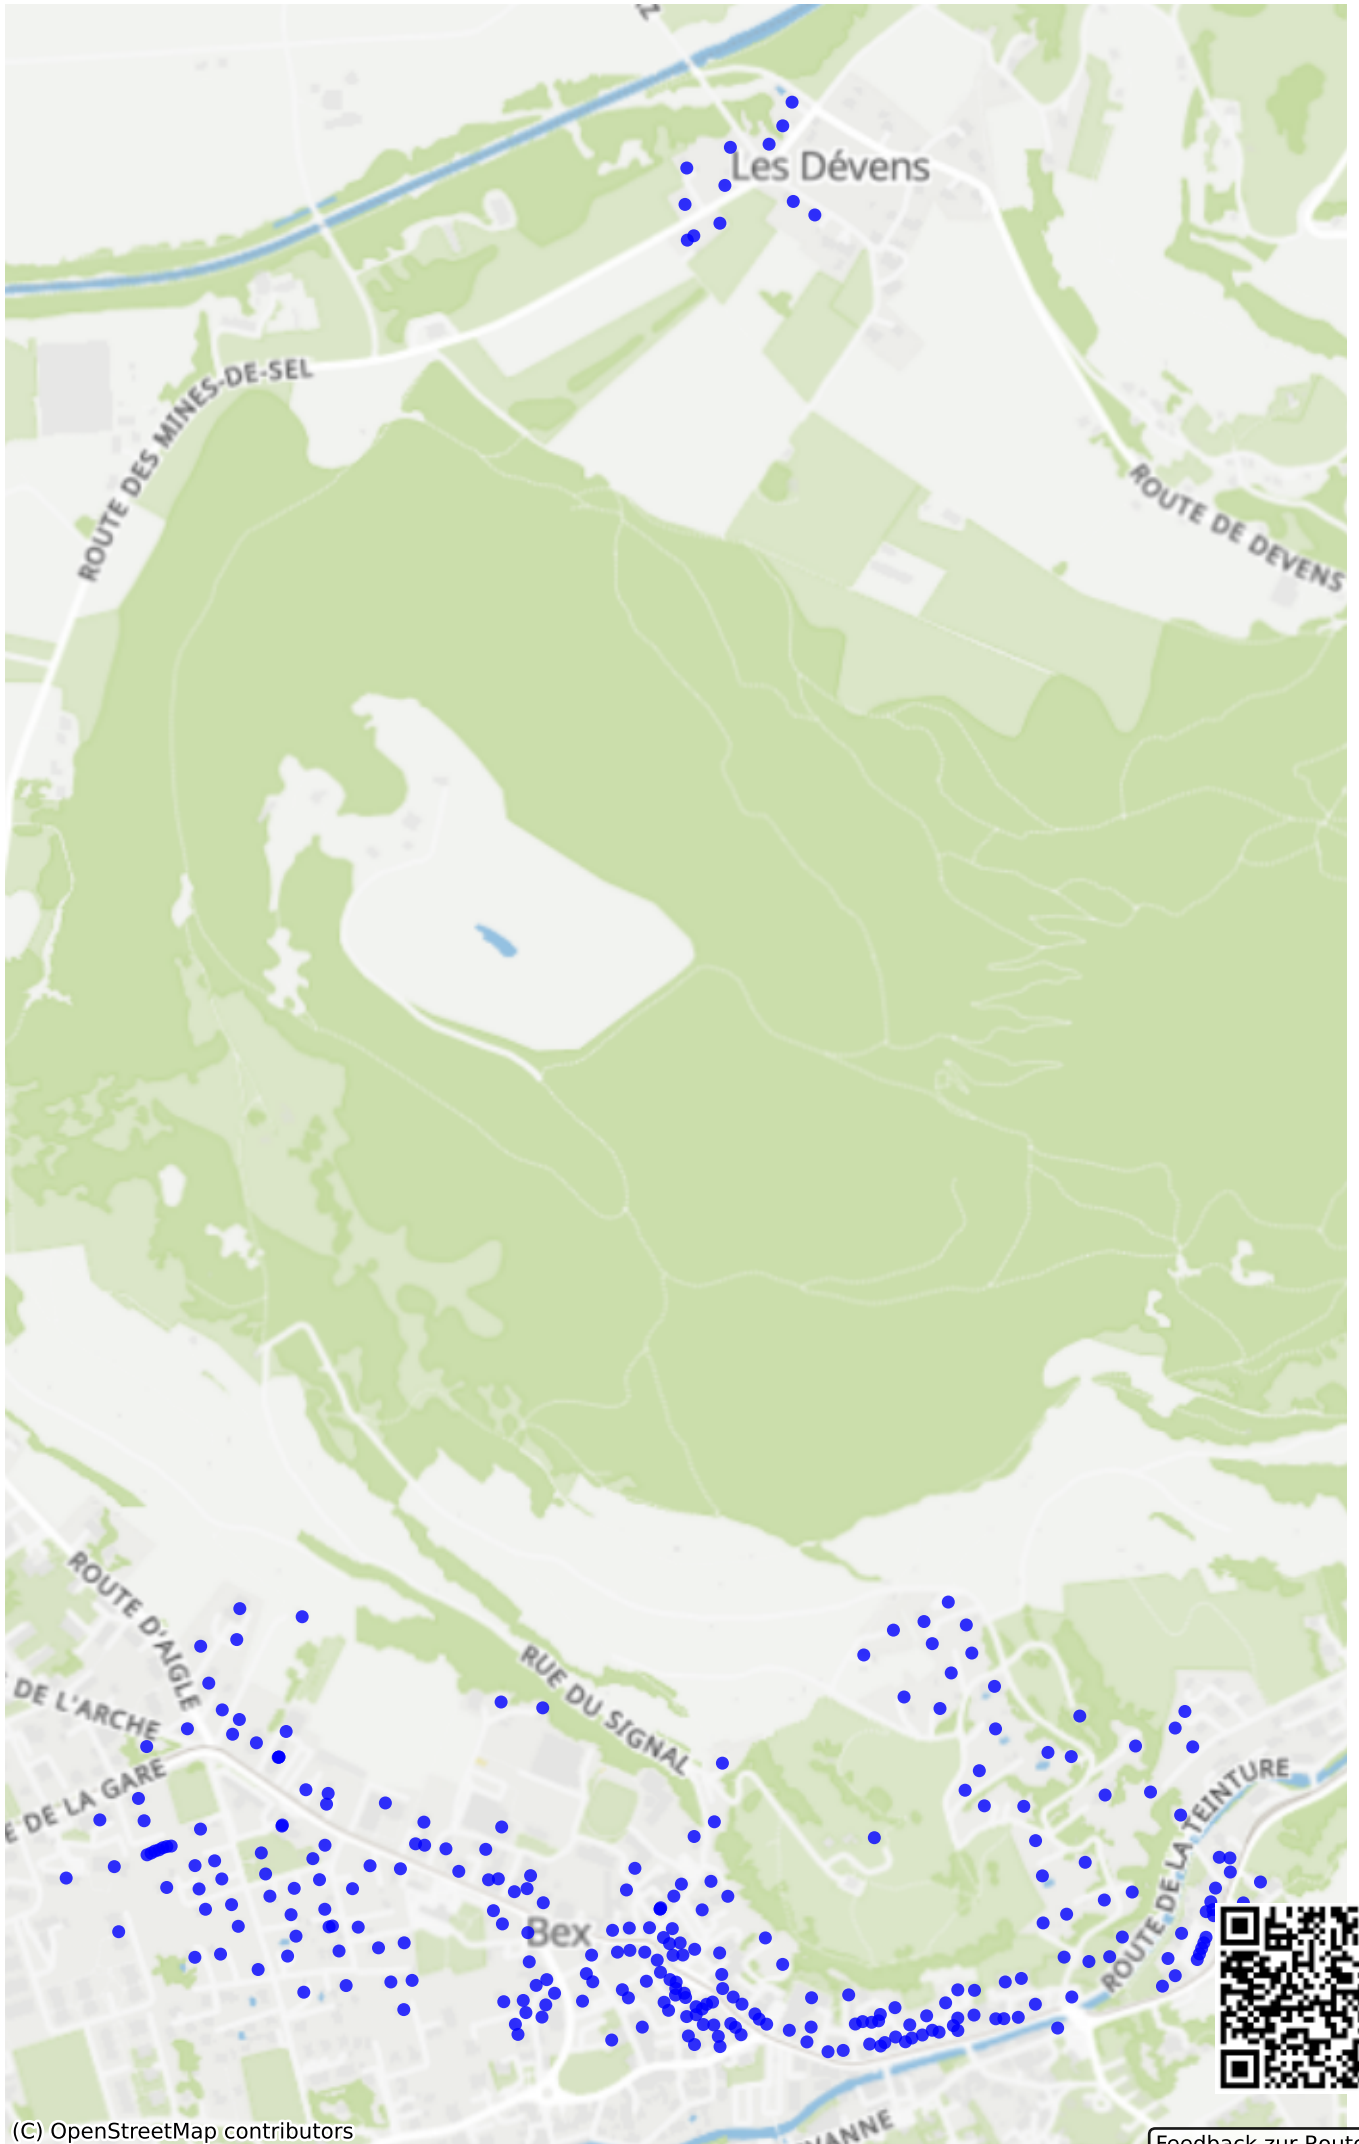 Les Dévens
ROUTE DES MINES-DE-SEL
ROUTE DE DEVENS
ROUTE D'AIGLE
DE L'ARCHE
E DE LA GARE
RUE DU SIGNAL
ROUTE DE LA TEINTURE
Bex
VANNE
(C) OpenStreetMap contributors
Feedback zur Route